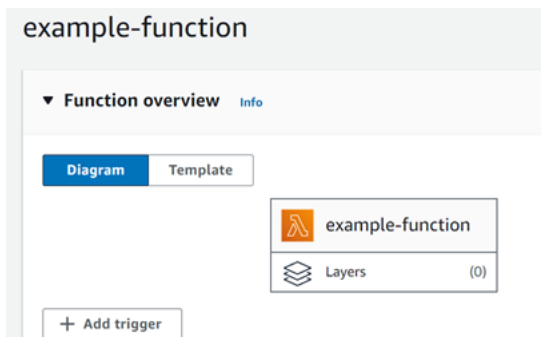 example-function
Function overview Info
Diagram Template
example-function
Layers (0)
+ Add trigger